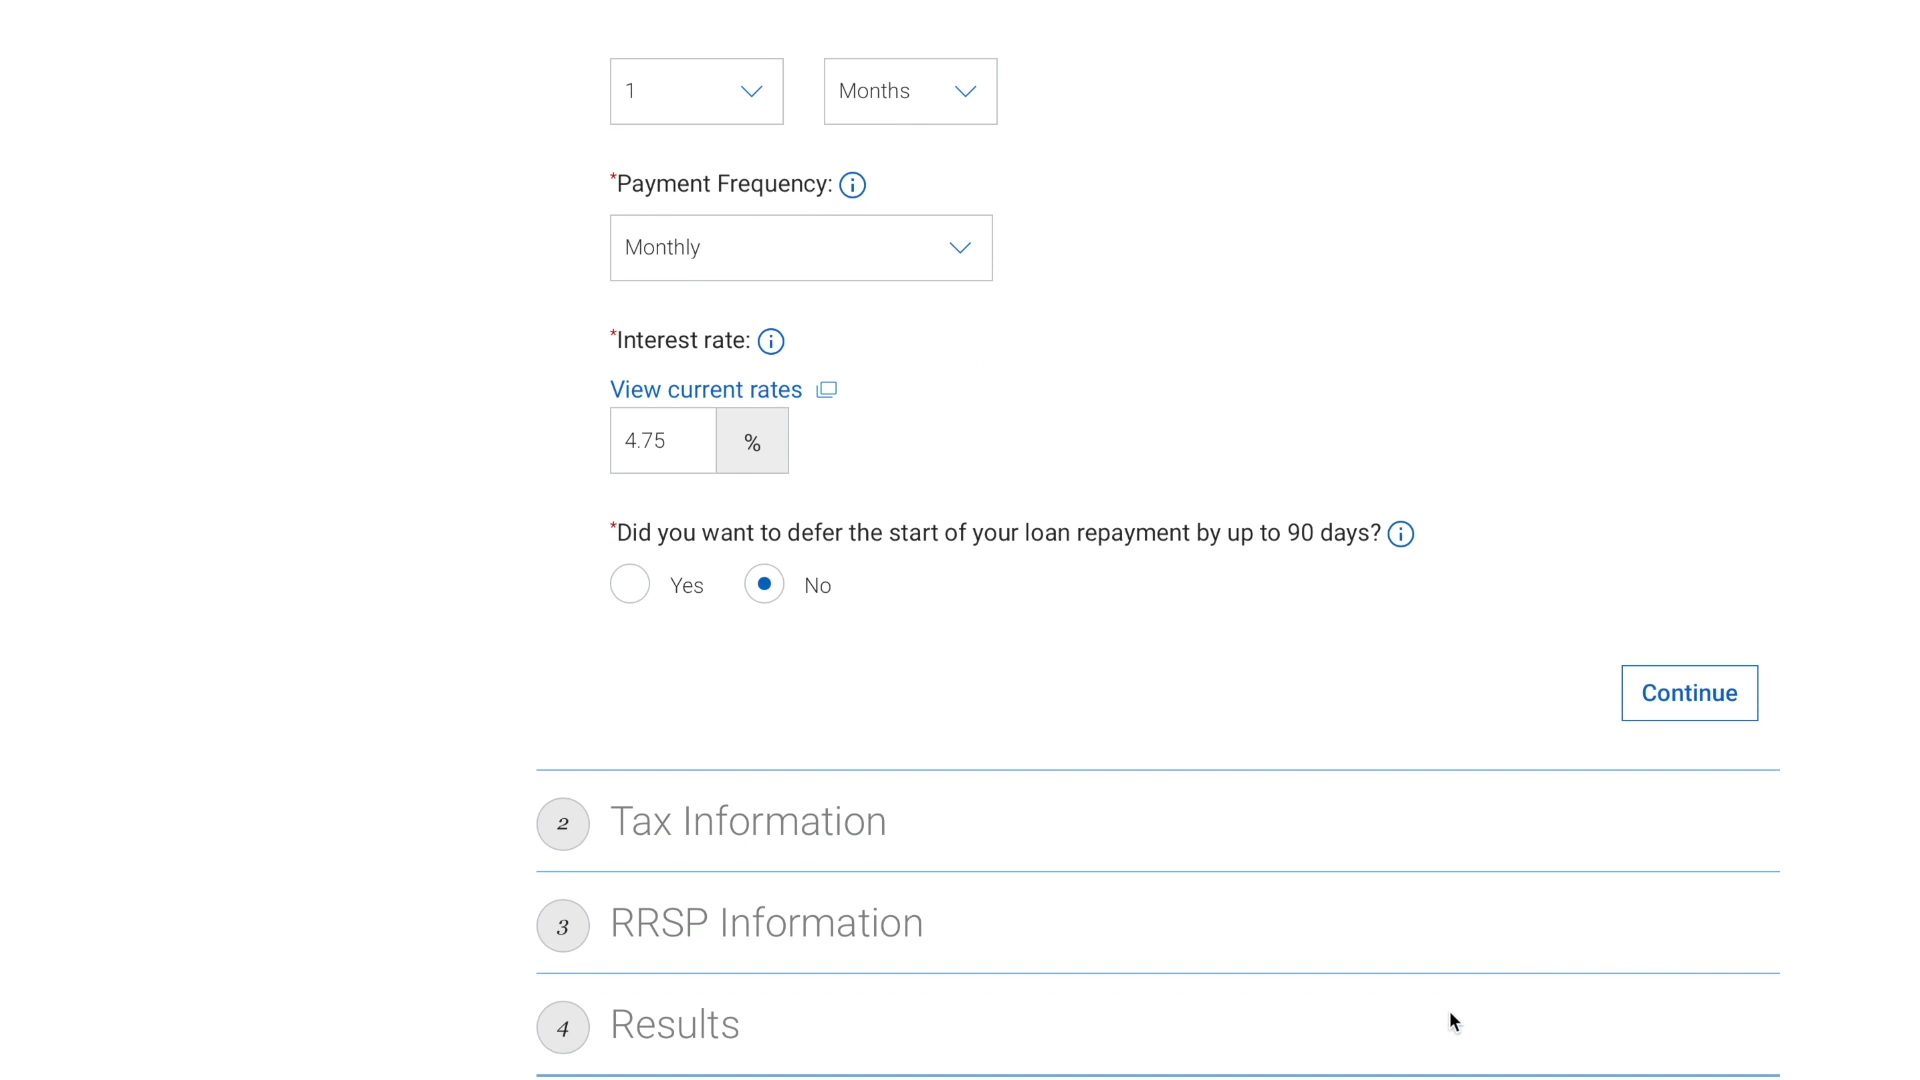 1 Months
*Payment Frequency:
Monthly
*Interest rate:
View current rates
4.75 %
*Did you want to defer the start of your loan repayment by up to 90 days?
Yes No
Continue
2 Tax Information
3 RRSP Information
4 Results